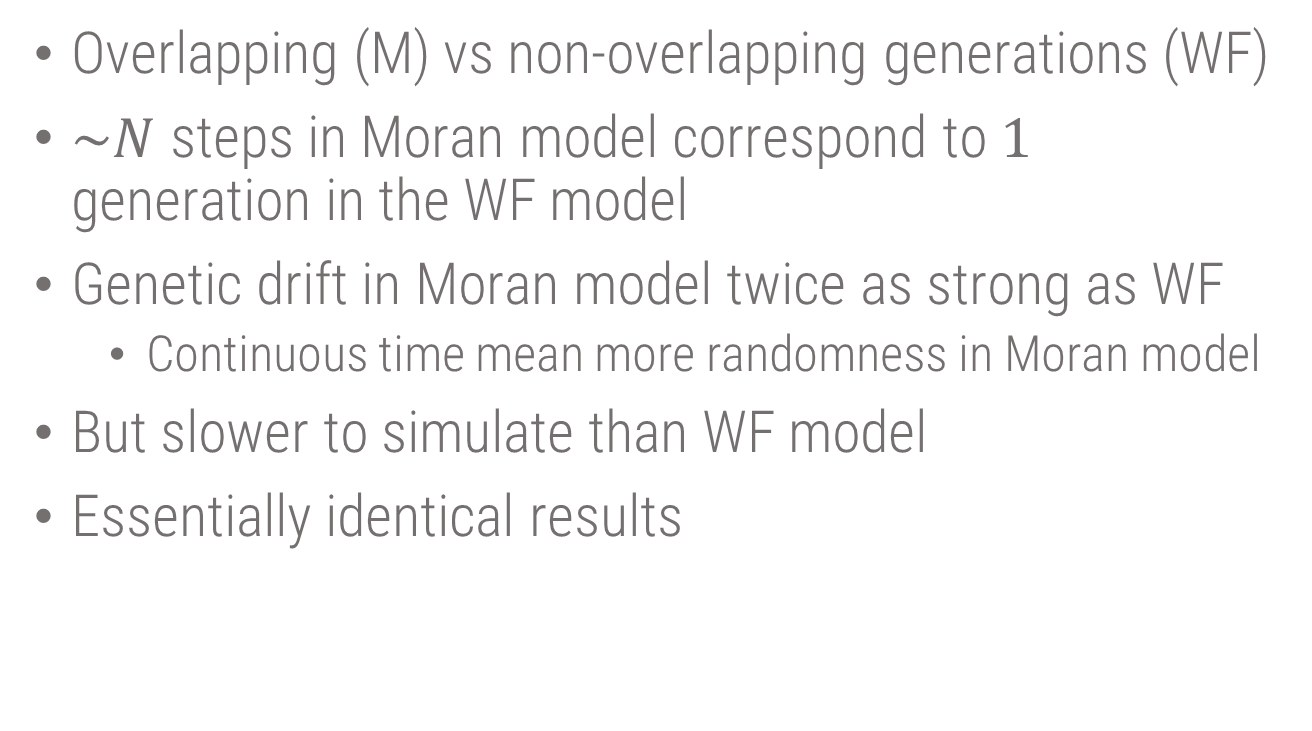 • Overlapping (M) vs non-overlapping generations (WF)
• ~N steps in Moran model correspond to 1
generation in the WF model
• Genetic drift in Moran model twice as strong as WF
• Continuous time mean more randomness in Moran model
• But slower to simulate than WF model
• Essentially identical results